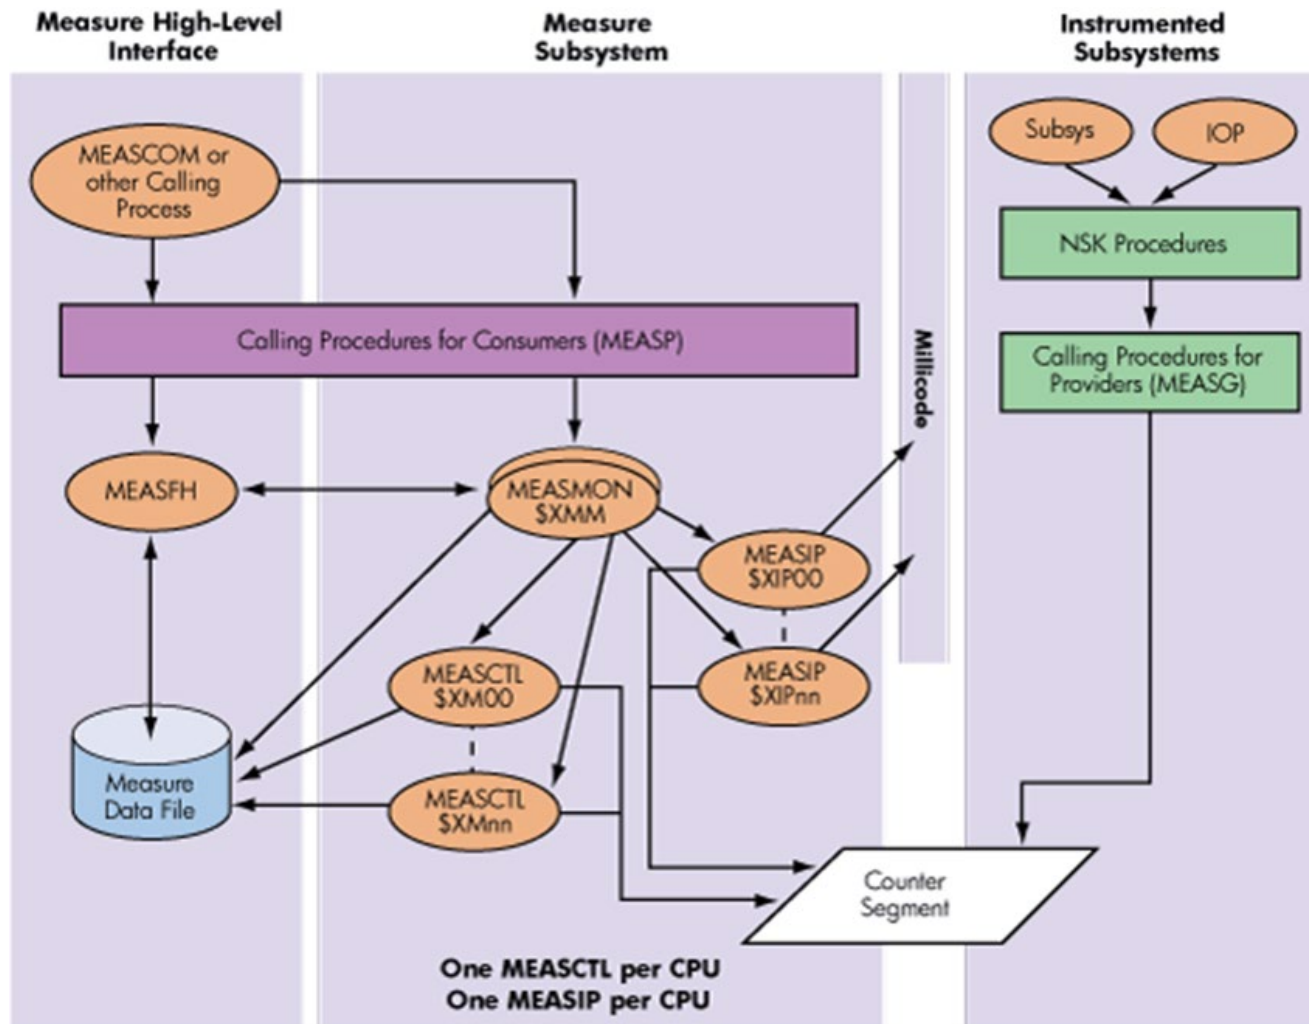 Measure High-Level
Interface
Measure
Subsystem
Instrumented
Subsystems
MEASCOM or
other Calling
Process
Subsys
IOP
NSK Procedures
Calling Procedures for Consumers (MEASP)
Millicode
Calling Procedures for
Providers (MEASG)
MEASFH
MEASMON
$XMM
MEASIP
$XIP00
MEASCTL
$XM00
MEASIP
$XIPnn
Measure
Data File
MEASCTL
$XMnn
Counter
Segment
One MEASCTL per CPU
One MEASIP per CPU